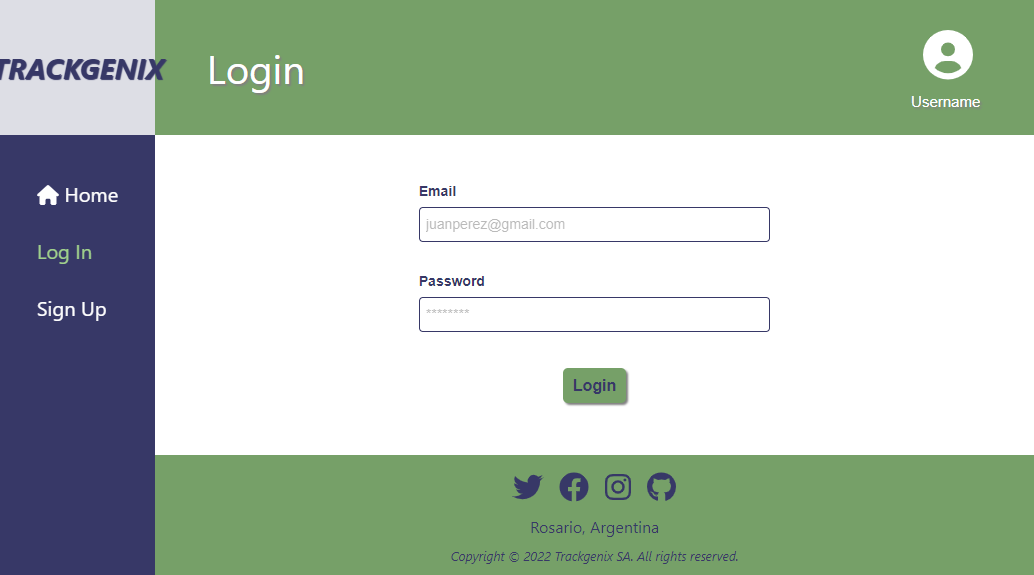 TRACKGENIX
Login
Username
Home
Log In
Sign Up
Email
juanperez@gmail.com
Password
********
Login
Rosario, Argentina
Copyright © 2022 Trackgenix SA. All rights reserved.